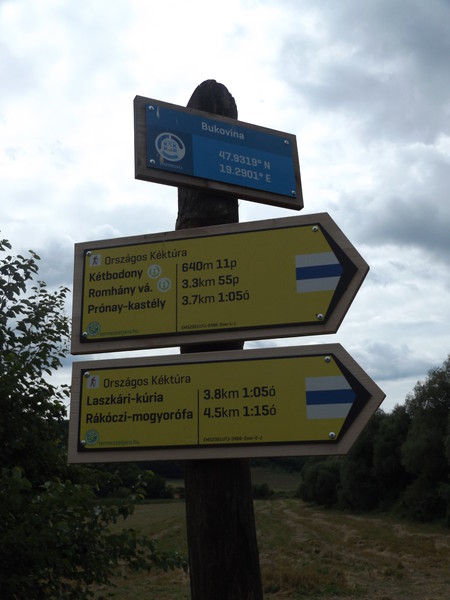 Bukovina
47.9319° N
19.2901° E
Országos Kéktúra
Kétbodony 640m 11p
Romhány vá. 3.3km 55p
Prónay-kastély 3.7km 1:05ó
Országos Kéktúra
Laszkári-kúria 3.8km 1:05ó
Rákóczi-mogyorófa 4.5km 1:15ó